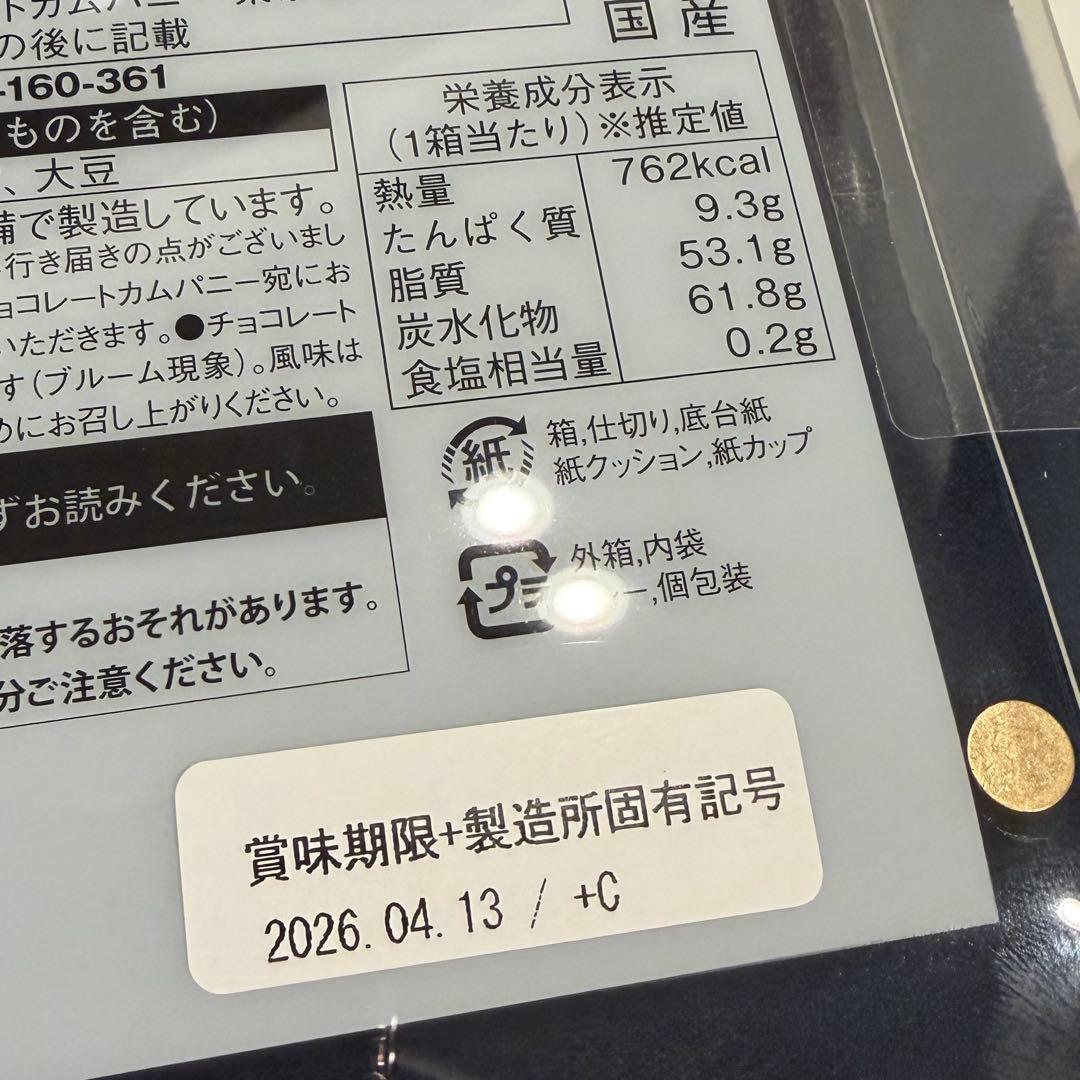 トカムパニー
の後に記載
国産
-160-361
ものを含む)
、大豆
備で製造しています。
行き届きの点がございまし
ョコレートカムパニー宛にお
いただきます。●チョコレート
す(ブルーム現象)。風味は
めにお召し上がりください。
ずお読みください。
落するおそれがあります。
分ご注意ください。
栄養成分表示
(1箱当たり)※推定値
熱量 762kcal
たんぱく質 9.3g
脂質 53.1g
炭水化物 61.8g
食塩相当量 0.2g
紙
箱,仕切り,底台紙
紙クッション,紙カップ
プラ
外箱,内袋
ー,個包装
賞味期限+製造所固有記号
2026.04.13 / +C